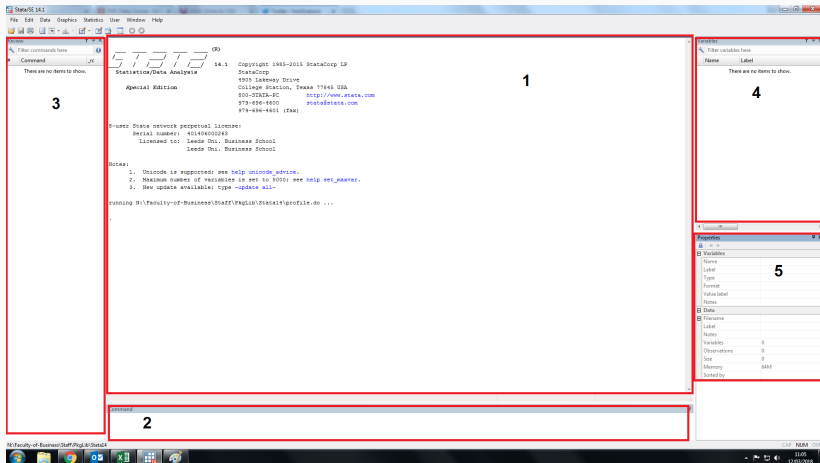 Stata/SE 14.1
File Edit Data Graphics Statistics User Window Help
Review
Filter commands here
# Command _rc
There are no items to show.
3
(R)
14.1 Copyright 1985-2015 StataCorp LP
Statistics/Data Analysis StataCorp
4905 Lakeway Drive
Special Edition College Station, Texas 77845 USA
800-STATA-PC http://www.stata.com
979-696-4600 stata@stata.com
979-696-4601 (fax)
1
-user Stata network perpetual license:
Serial number: 401406000263
Licensed to: Leeds Uni. Business School
Leeds Uni. Business School
Notes:
1. Unicode is supported; see help unicode_advice.
2. Maximum number of variables is set to 5000; see help set_maxvar.
3. New update available; type -update all-
running N:\Faculty-of-Business\Staff\PkgLib\Stata14\profile.do ...
.
Command
2
Variables
Filter variables here
Name Label
There are no items to show.
4
Properties
Variables
Name
Label
Type
Format
Value label
Notes
5
Data
Filename
Label
Notes
Variables 0
Observations 0
Size 0
Memory 64M
Sorted by
N:\Faculty-of-Business\Staff\PkgLib\Stata14
CAP NUM OVR
11:05
12/03/2018